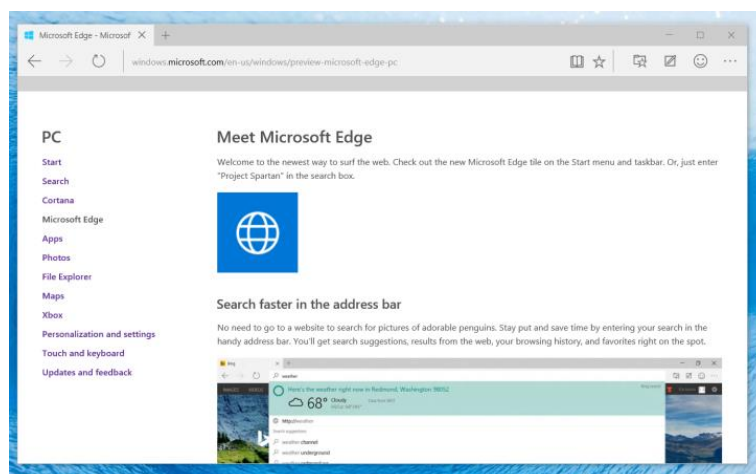 Microsoft Edge - Microsof
windows.microsoft.com/en-us/windows/preview-microsoft-edge-pc
PC
Start
Search
Cortana
Microsoft Edge
Apps
Photos
File Explorer
Maps
Xbox
Personalization and settings
Touch and keyboard
Updates and feedback
Meet Microsoft Edge
Welcome to the newest way to surf the web. Check out the new Microsoft Edge tile on the Start menu and taskbar. Or, just enter
"Project Spartan" in the search box.
Search faster in the address bar
No need to go to a website to search for pictures of adorable penguins. Stay put and save time by entering your search in the
handy address bar. You'll get search suggestions, results from the web, your browsing history, and favorites right on the spot.
Bing
weather
IMAGES VIDEOS
Here's the weather right now in Redmond, Washington 98052
68° Cloudy
http://weather
Search suggestions
weather channel
weather underground